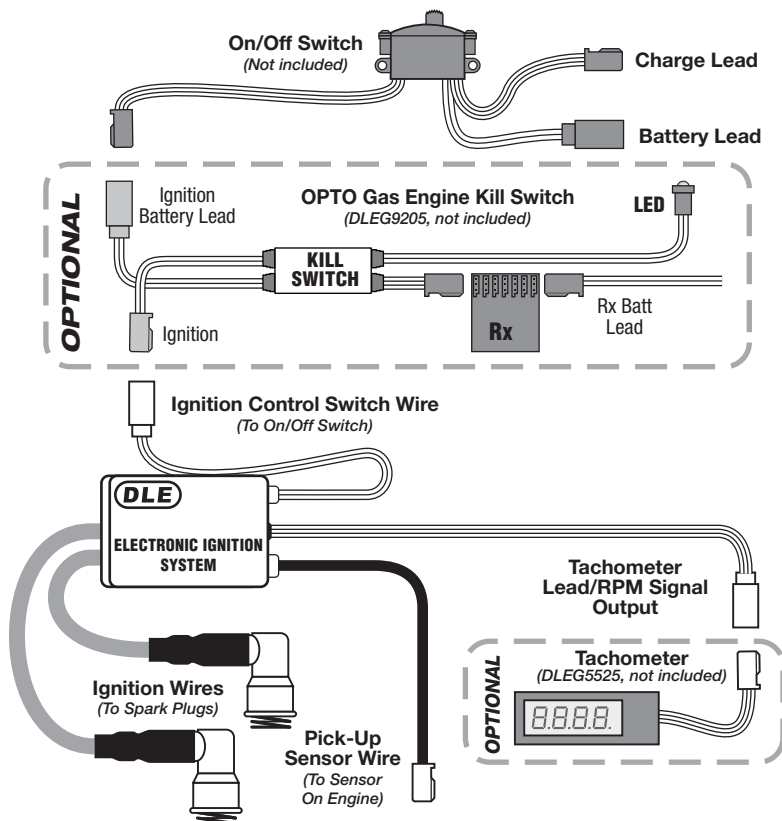 On/Off Switch
(Not included)
Charge Lead
Battery Lead
OPTIONAL
Ignition
Battery Lead
OPTO Gas Engine Kill Switch
(DLEG9205, not included)
LED
KILL
SWITCH
Ignition
Rx
Rx Batt
Lead
Ignition Control Switch Wire
(To On/Off Switch)
DLE
ELECTRONIC IGNITION
SYSTEM
Tachometer
Lead/RPM Signal
Output
Ignition Wires
(To Spark Plugs)
Pick-Up
Sensor Wire
(To Sensor
On Engine)
OPTIONAL
Tachometer
(DLEG5525, not included)
8.8.8.8.